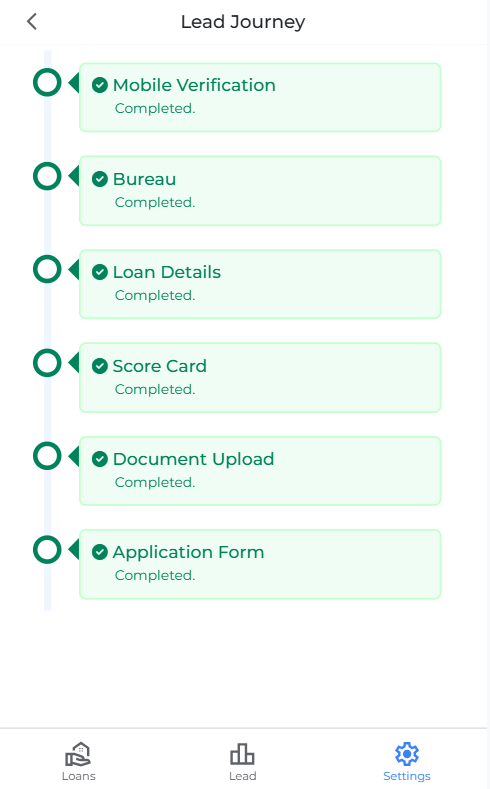 Lead Journey
Mobile Verification
Completed.
Bureau
Completed.
Loan Details
Completed.
Score Card
Completed.
Document Upload
Completed.
Application Form
Completed.
Loans
Lead
Settings